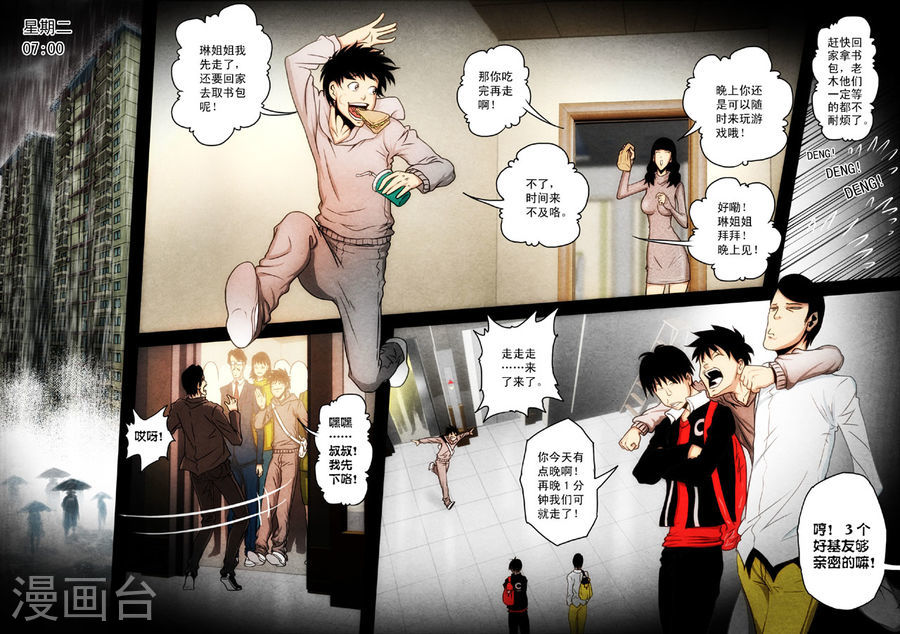 星期二
07:00
琳姐姐我
先走了，
还要回家
去取书包
呢！
那你吃
完再走
啊！
不了，
时间来
不及咯。
晚上你还
是可以随
时来玩游
戏哦！
好嘞！
琳姐姐
拜拜！
晚上见！
赶快回
家拿书
包，老
木他们
一定等
的都不
耐烦了。
DENG!
DENG!
DENG!
哎呀！
嘿嘿
……
叔叔！
我先
下咯！
走走走
……来
了来了。
你今天有
点晚啊！
再晚1分
钟我们可
就走了！
哼！3个
好基友够
亲密的嘛！
C
C
漫画台